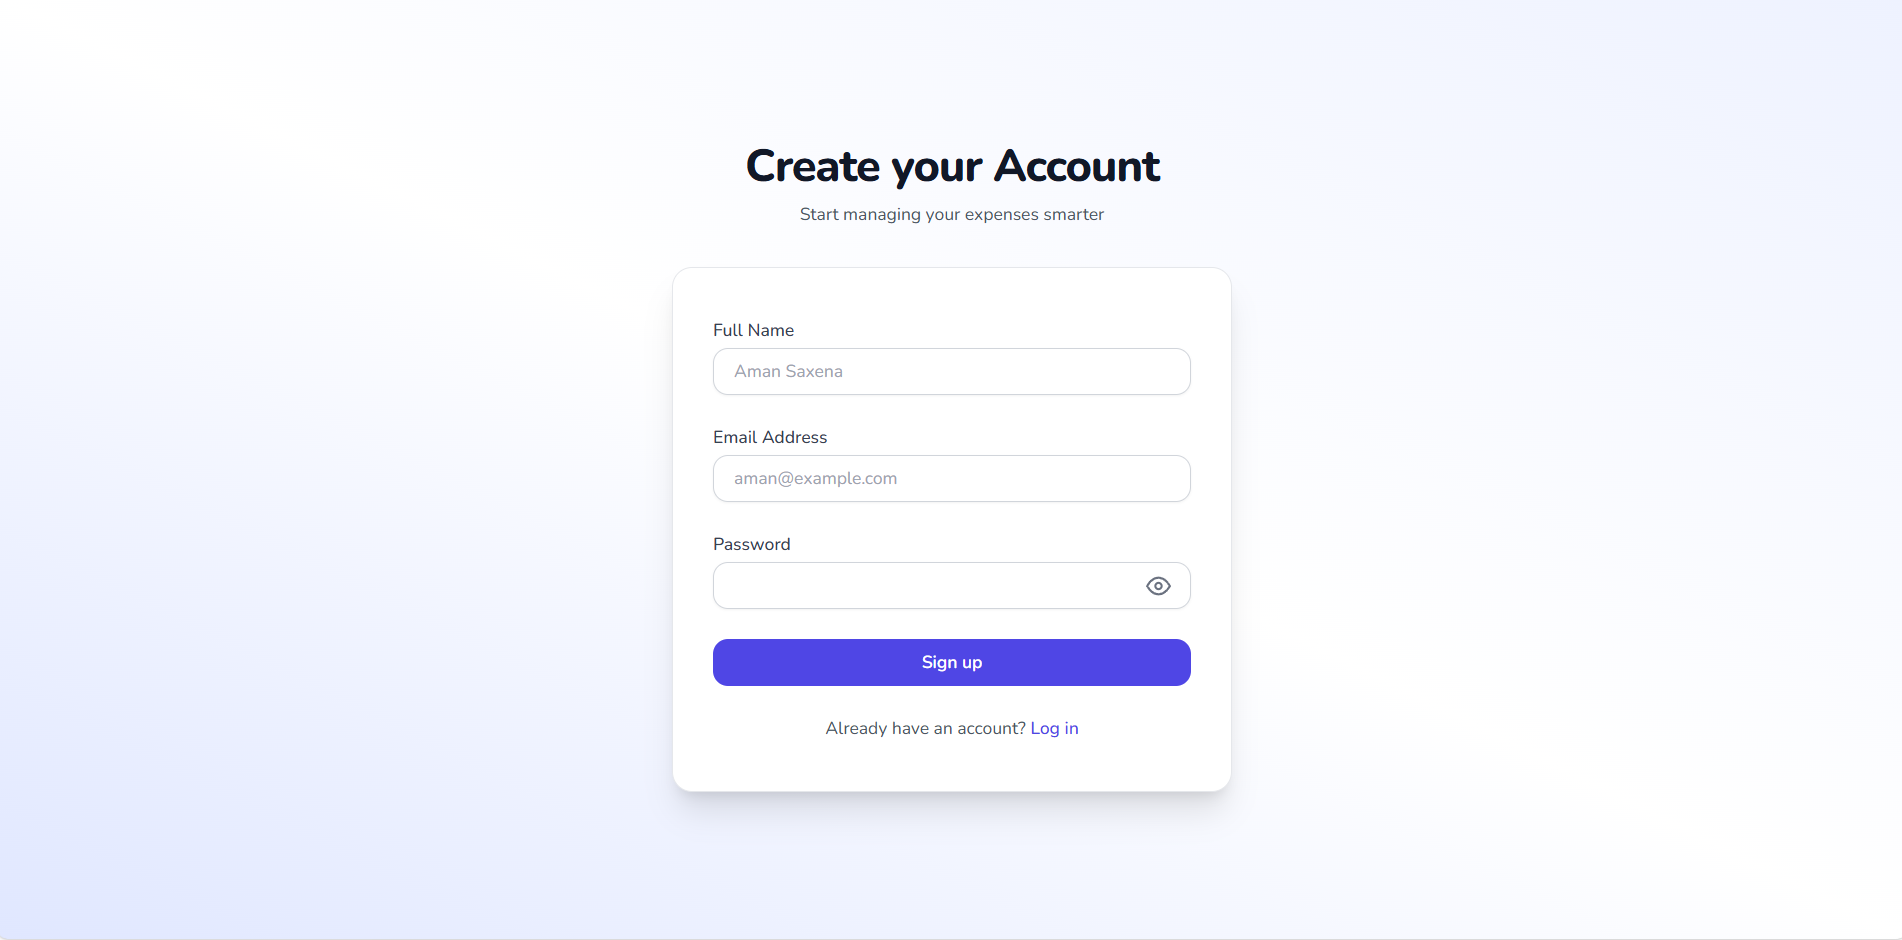 Create your Account
Start managing your expenses smarter
Full Name
Aman Saxena
Email Address
aman@example.com
Password
Sign up
Already have an account? Log in